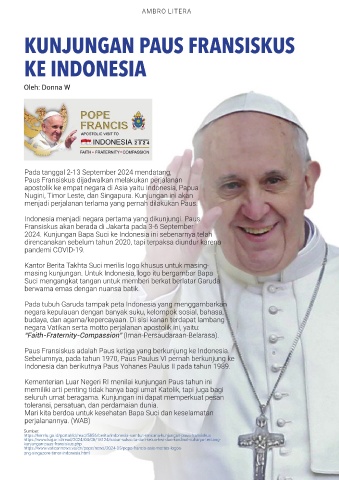 AMBRO LITERA
KUNJUNGAN PAUS FRANSISKUS
KE INDONESIA
Oleh: Donna W
POPE
FRANCIS
APOSTOLIC VISIT TO
INDONESIA 2024
FAITH - FRATERNITY - COMPASSION
Pada tanggal 2-13 September 2024 mendatang,
Paus Fransiskus dijadwalkan melakukan perjalanan
apostolik ke empat negara di Asia yaitu Indonesia, Papua
Nugini, Timor Leste, dan Singapura. Kunjungan ini akan
menjadi perjalanan terlama yang pernah dilakukan Paus.
Indonesia menjadi negara pertama yang dikunjungi. Paus
Fransiskus akan berada di Jakarta pada 3-6 September
2024. Kunjungan Bapa Suci ke Indonesia ini sebenarnya telah
direncanakan sebelum tahun 2020, tapi terpaksa diundur karena
pandemi COVID-19.
Kantor Berita Takhta Suci merilis logo khusus untuk masing-
masing kunjungan. Untuk Indonesia, logo itu bergambar Bapa
Suci mengangkat tangan untuk memberi berkat berlatar Garuda
berwarna emas dengan nuansa batik.
Pada tubuh Garuda tampak peta Indonesia yang menggambarkan
negara kepulauan dengan banyak suku, kelompok sosial, bahasa,
budaya, dan agama/kepercayaan. Di sisi kanan terdapat lambang
negara Vatikan serta motto perjalanan apostolik ini, yaitu
"Faith-Fraternity-Compassion" (Iman-Persaudaraan-Belarasa).
Paus Fransiskus adalah Paus ketiga yang berkunjung ke Indonesia.
Sebelumnya, pada tahun 1970, Paus Paulus VI pernah berkunjung ke
Indonesia dan berikutnya Paus Yohanes Paulus II pada tahun 1989.
Kementerian Luar Negeri RI menilai kunjungan Paus tahun ini
memiliki arti penting tidak hanya bagi umat Katolik, tapi juga bagi
seluruh umat beragama. Kunjungan ini dapat memperkuat pesan
toleransi, persatuan, dan perdamaian dunia.
Mari kita berdoa untuk kesehatan Bapa Suci dan keselamatan
perjalanannya. (WAB)
Sumber: